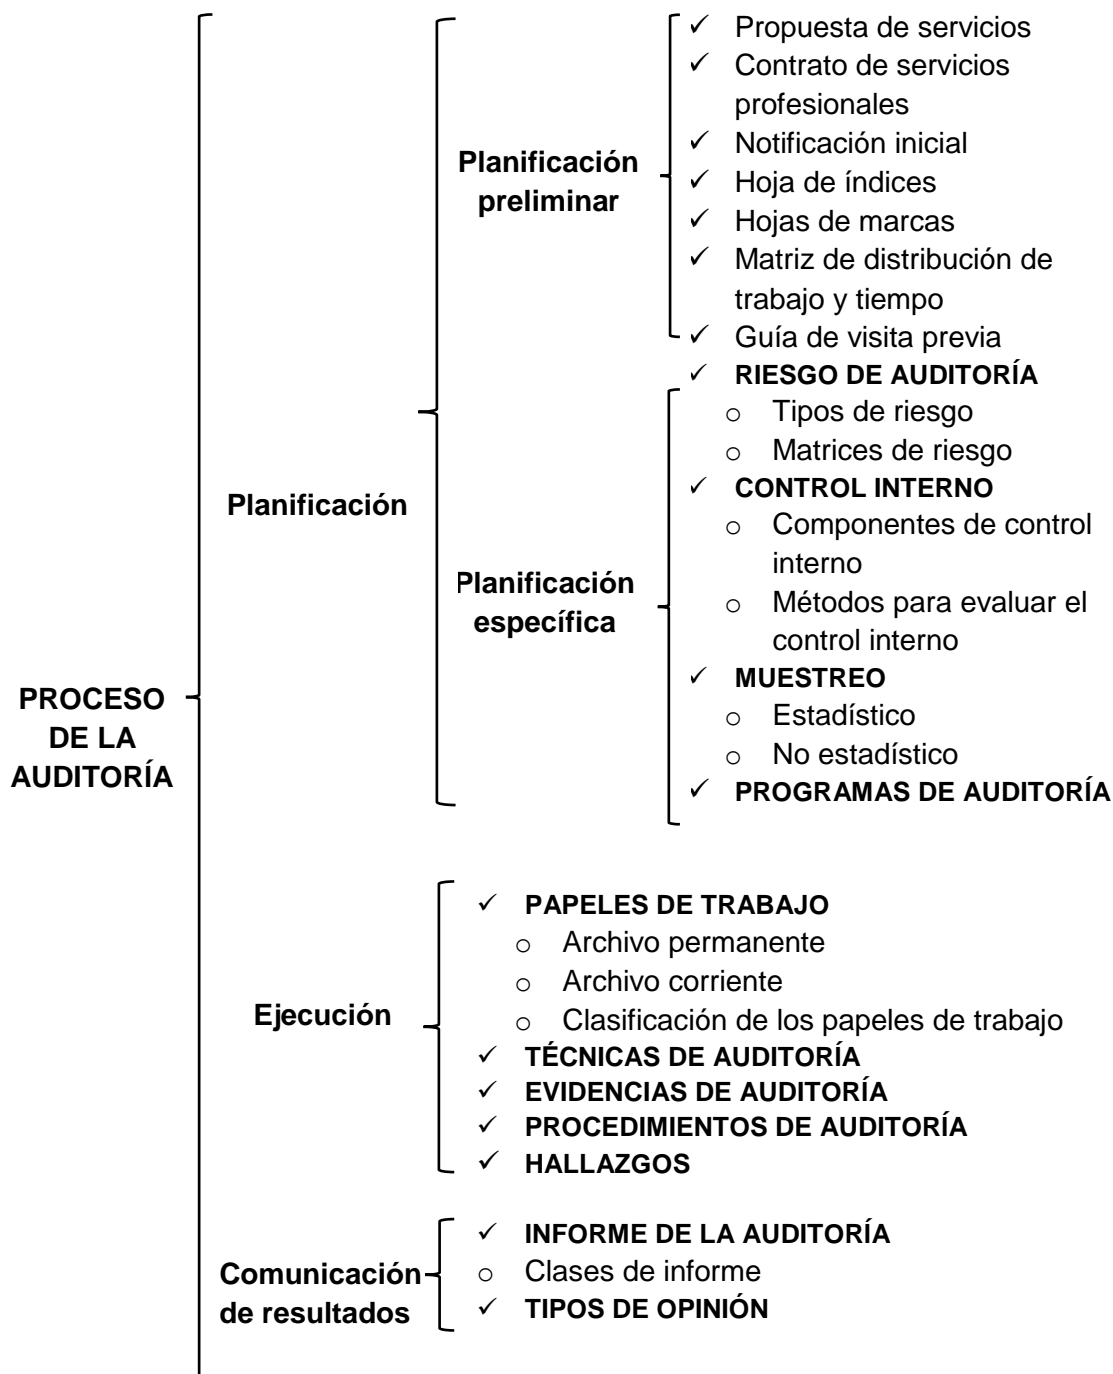 PROCESO
DE LA
AUDITORÍA
Planificación
Planificación
preliminar
✓ Propuesta de servicios
✓ Contrato de servicios
profesionales
✓ Notificación inicial
✓ Hoja de índices
✓ Hojas de marcas
✓ Matriz de distribución de
trabajo y tiempo
✓ Guía de visita previa
Planificación
específica
✓ RIESGO DE AUDITORÍA
o Tipos de riesgo
o Matrices de riesgo
✓ CONTROL INTERNO
o Componentes de control
interno
o Métodos para evaluar el
control interno
✓ MUESTREO
o Estadístico
o No estadístico
✓ PROGRAMAS DE AUDITORÍA
Ejecución
✓ PAPELES DE TRABAJO
o Archivo permanente
o Archivo corriente
o Clasificación de los papeles de trabajo
✓ TÉCNICAS DE AUDITORÍA
✓ EVIDENCIAS DE AUDITORÍA
✓ PROCEDIMIENTOS DE AUDITORÍA
✓ HALLAZGOS
Comunicación
de resultados
✓ INFORME DE LA AUDITORÍA
o Clases de informe
✓ TIPOS DE OPINIÓN